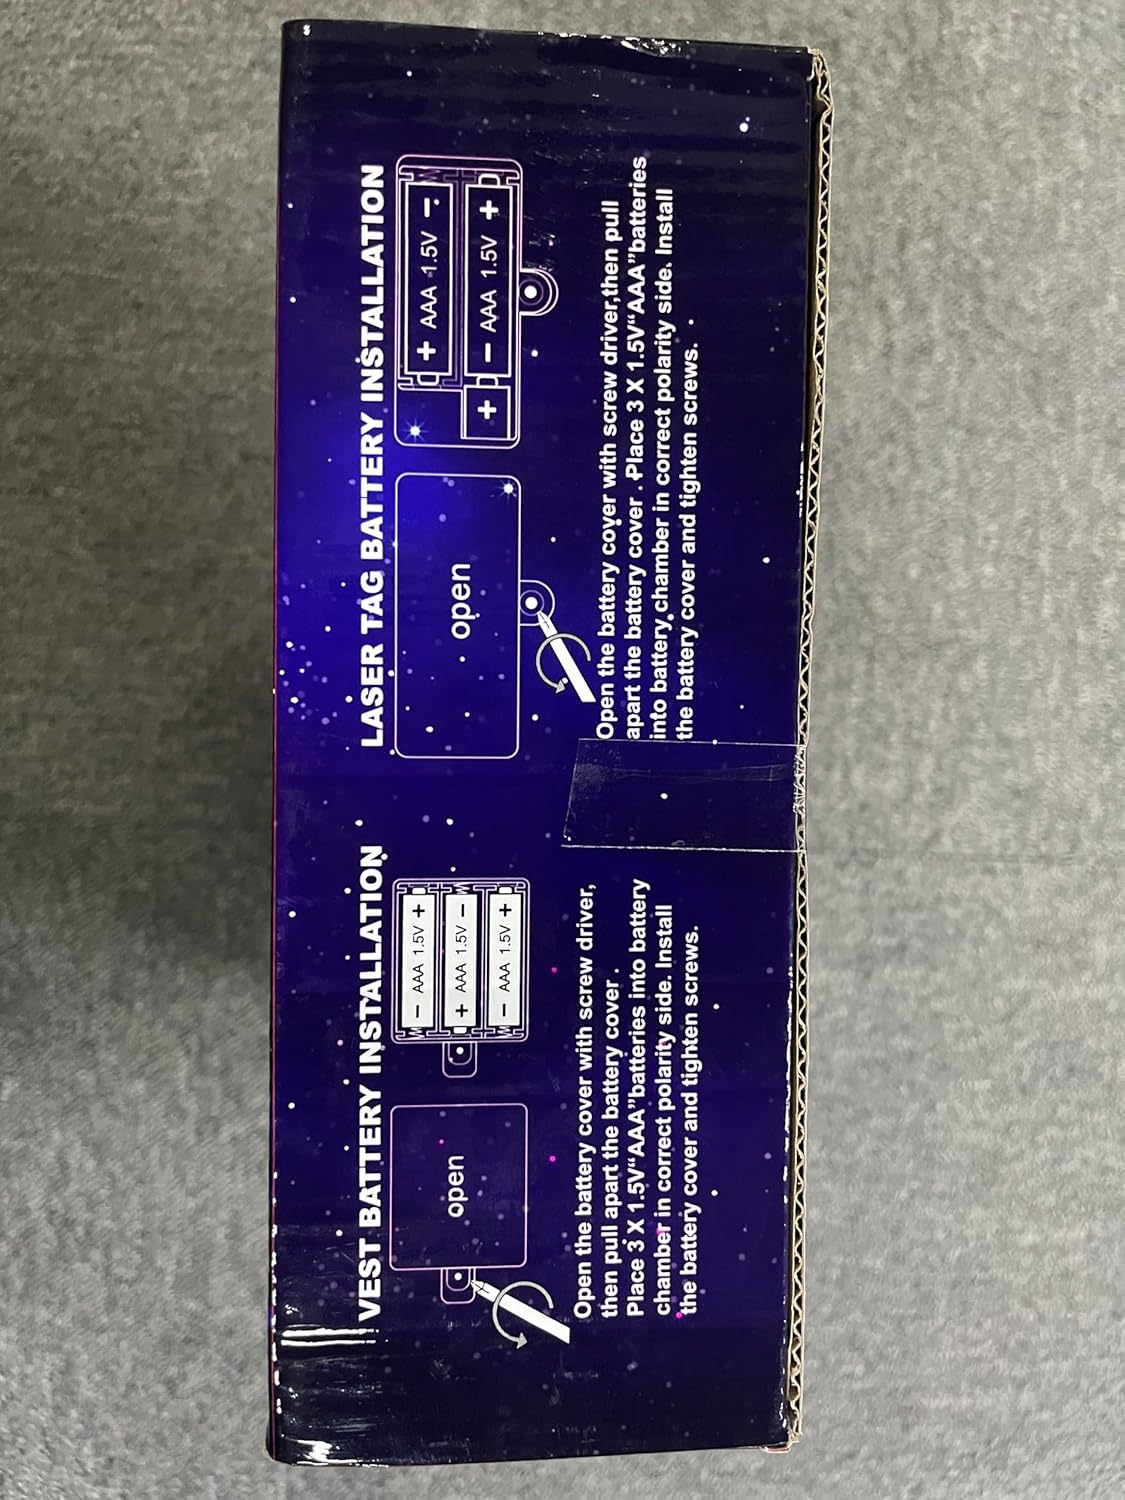 VEST BATTERY INSTALLATION
open
- AAA 1.5V +
+ AAA 1.5V -
- AAA 1.5V +
Open the battery cover with screw driver,
then pull apart the battery cover .
Place 3 X 1.5V“AAA”batteries into battery
chamber in correct polarity side. Install
the battery cover and tighten screws.
LASER TAG BATTERY INSTALLATION
open
+ AAA 1.5V -
+
- AAA 1.5V +
Open the battery cover with screw driver,then pull
apart the battery cover . Place 3 X 1.5V“AAA”batteries
into battery chamber in correct polarity side. Install
the battery cover and tighten screws. .